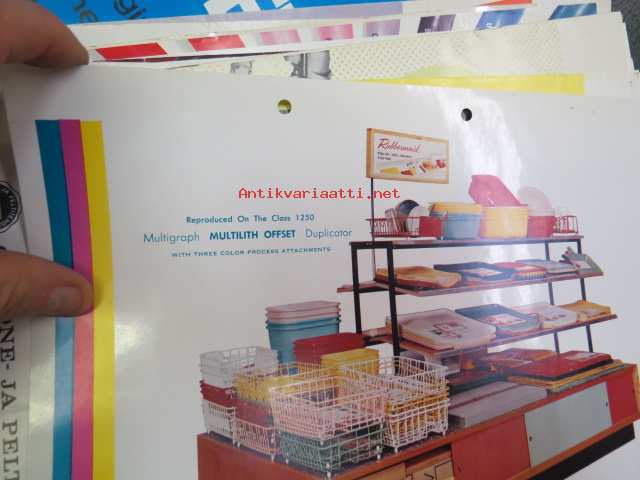 Rubbermaid
Antikvariaatti.net
Reproduced On The Class 1250
Multigraph MULTILITH OFFSET Duplicator
WITH THREE COLOR PROCESS ATTACHMENTS
NE- JA PELT